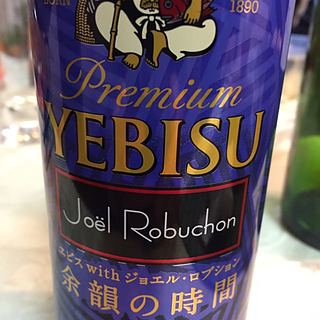 BORN 1890
Premium
YEBISU
Joël Robuchon
ヱビス with ジョエル・ロブション
余韻の時間